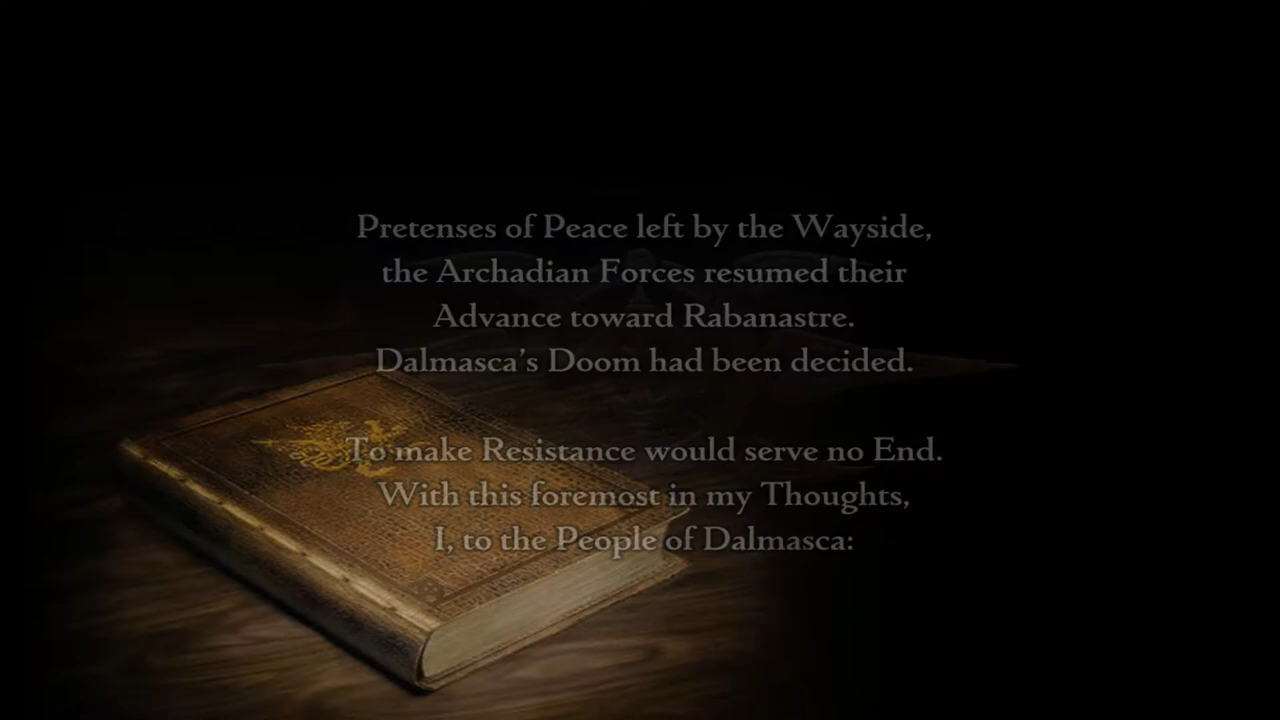 Pretenses of Peace left by the Wayside,
the Archadian Forces resumed their
Advance toward Rabanastre.
Dalmasca's Doom had been decided.
To make Resistance would serve no End.
With this foremost in my Thoughts,
I, to the People of Dalmasca: